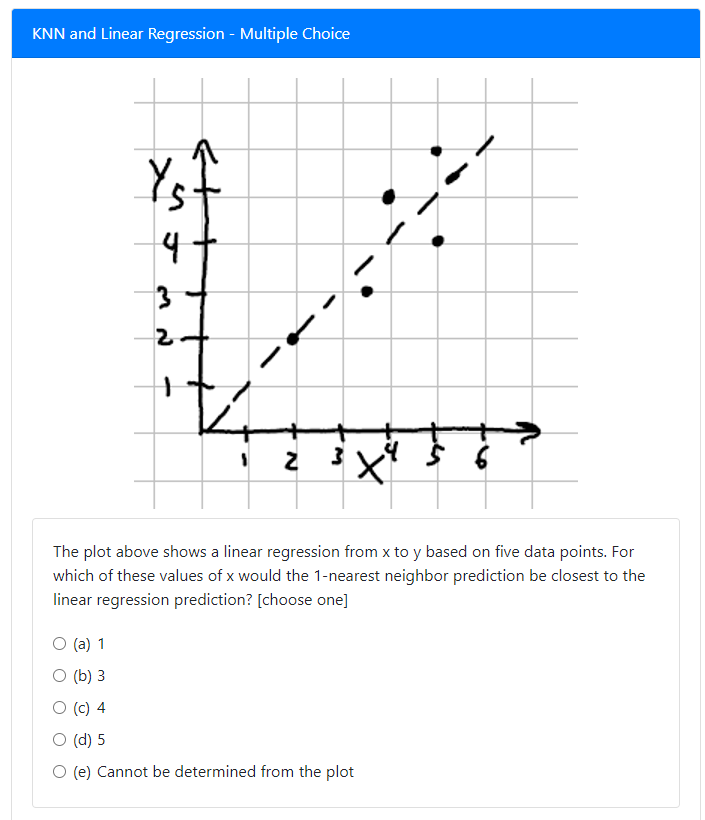 KNN and Linear Regression - Multiple Choice
Y
5
4
3
2
1
1 2 3 4 5 6
X
The plot above shows a linear regression from x to y based on five data points. For
which of these values of x would the 1-nearest neighbor prediction be closest to the
linear regression prediction? [choose one]
(a) 1
(b) 3
(c) 4
(d) 5
(e) Cannot be determined from the plot